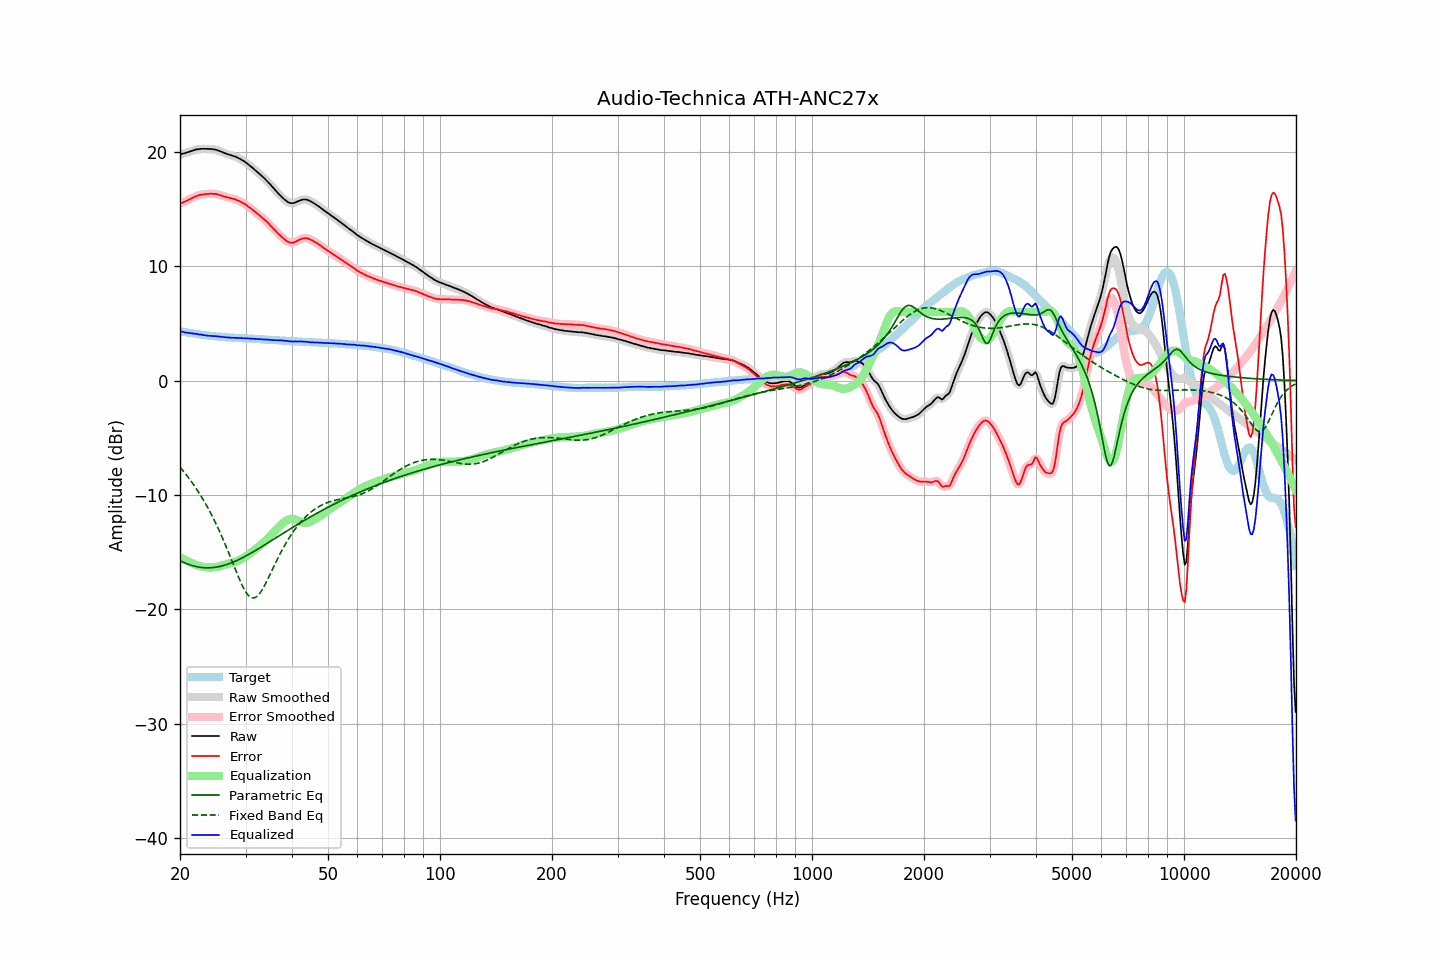 Audio-Technica ATH-ANC27x
20
10
0
−10
−20
−30
−40
Amplitude (dBr)
Target
Raw Smoothed
Error Smoothed
Raw
Error
Equalization
Parametric Eq
Fixed Band Eq
Equalized
20 50 100 200 500 1000 2000 5000 10000 20000
Frequency (Hz)